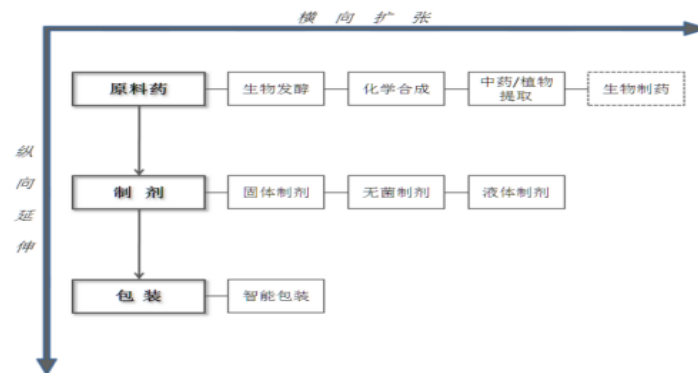 横向扩张
纵向延伸
原料药
生物发酵
化学合成
中药/植物
提取
生物制药
制剂
固体制剂
无菌制剂
液体制剂
包装
智能包装